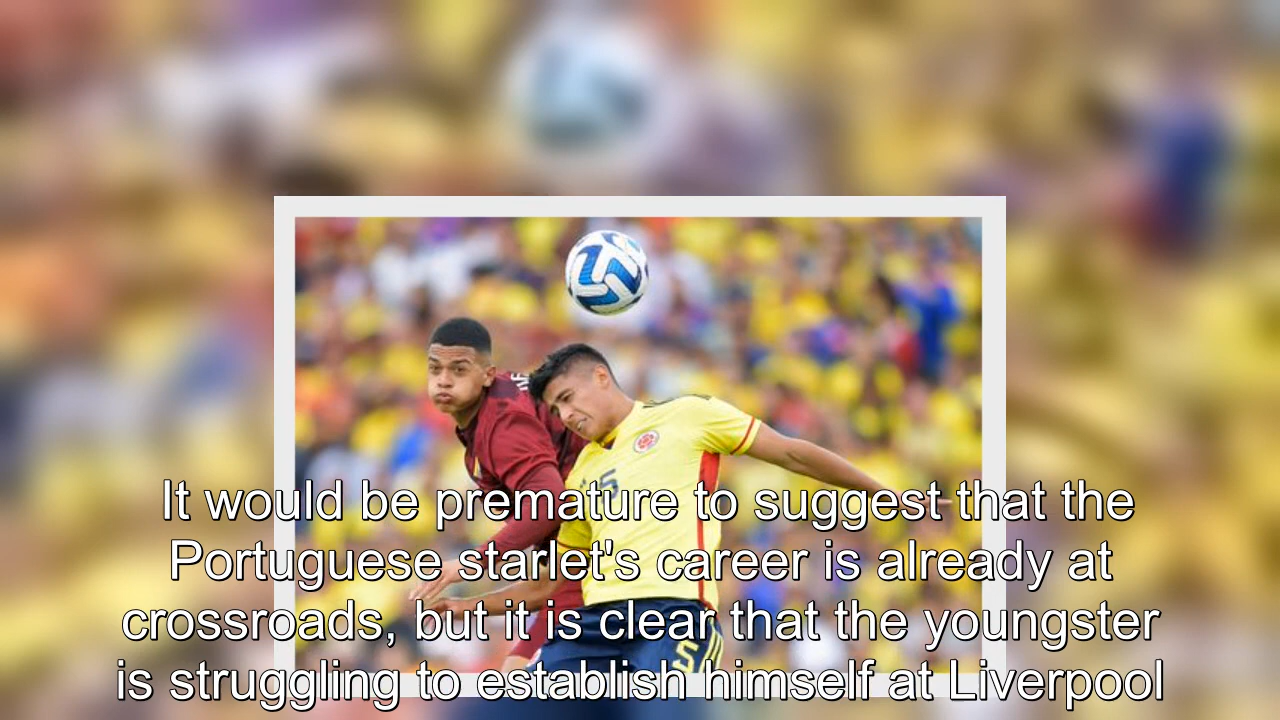 It would be premature to suggest that the
Portuguese starlet's career is already at
crossroads, but it is clear that the youngster
is struggling to establish himself at Liverpool
5